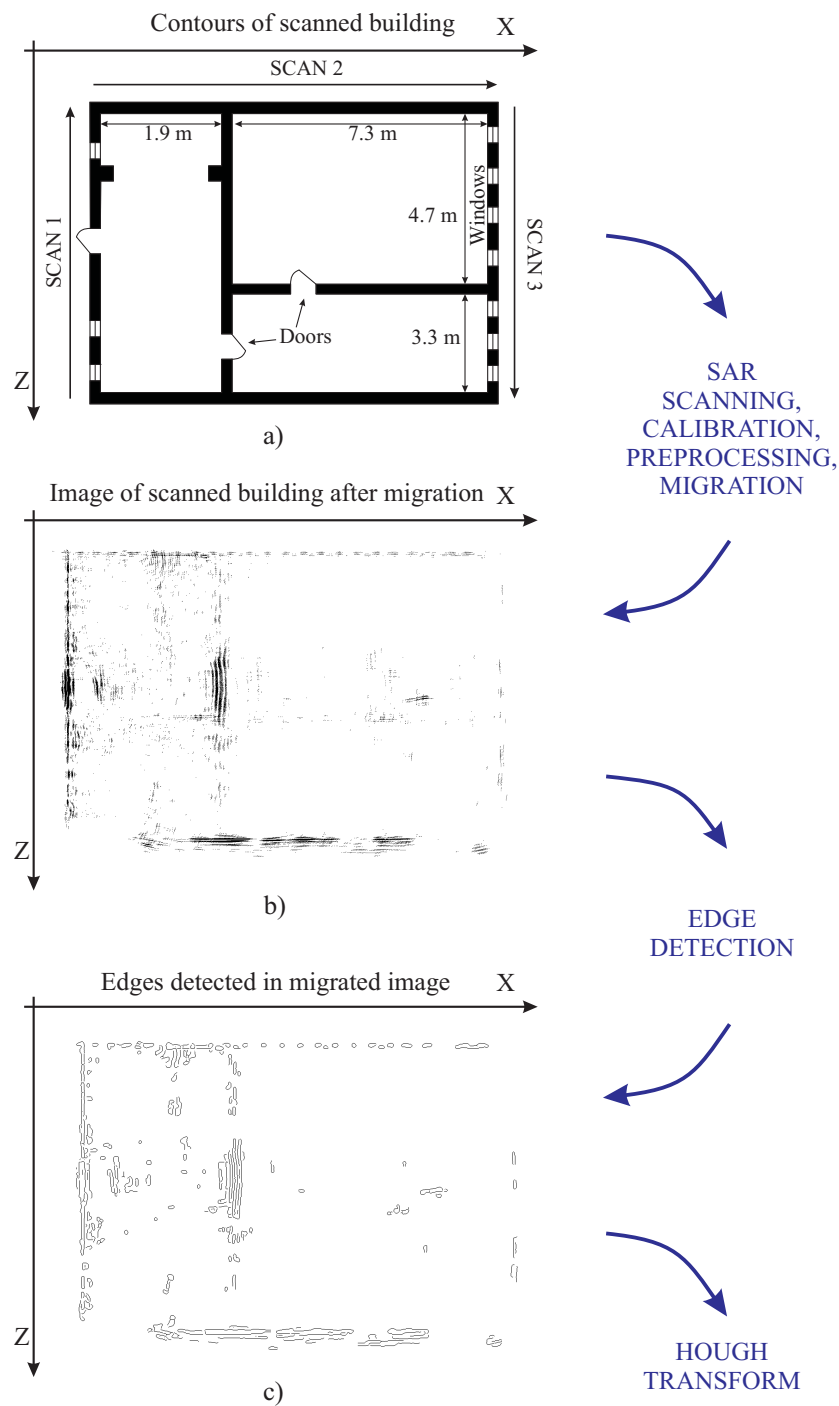 Contours of scanned building
X
SCAN 2
1.9 m
7.3 m
SCAN 1
4.7 m
Windows
SCAN 3
Doors
3.3 m
Z
a)
SAR
SCANNING,
CALIBRATION,
PREPROCESSING,
MIGRATION
Image of scanned building after migration
X
Z
b)
EDGE
DETECTION
Edges detected in migrated image
X
Z
c)
HOUGH
TRANSFORM